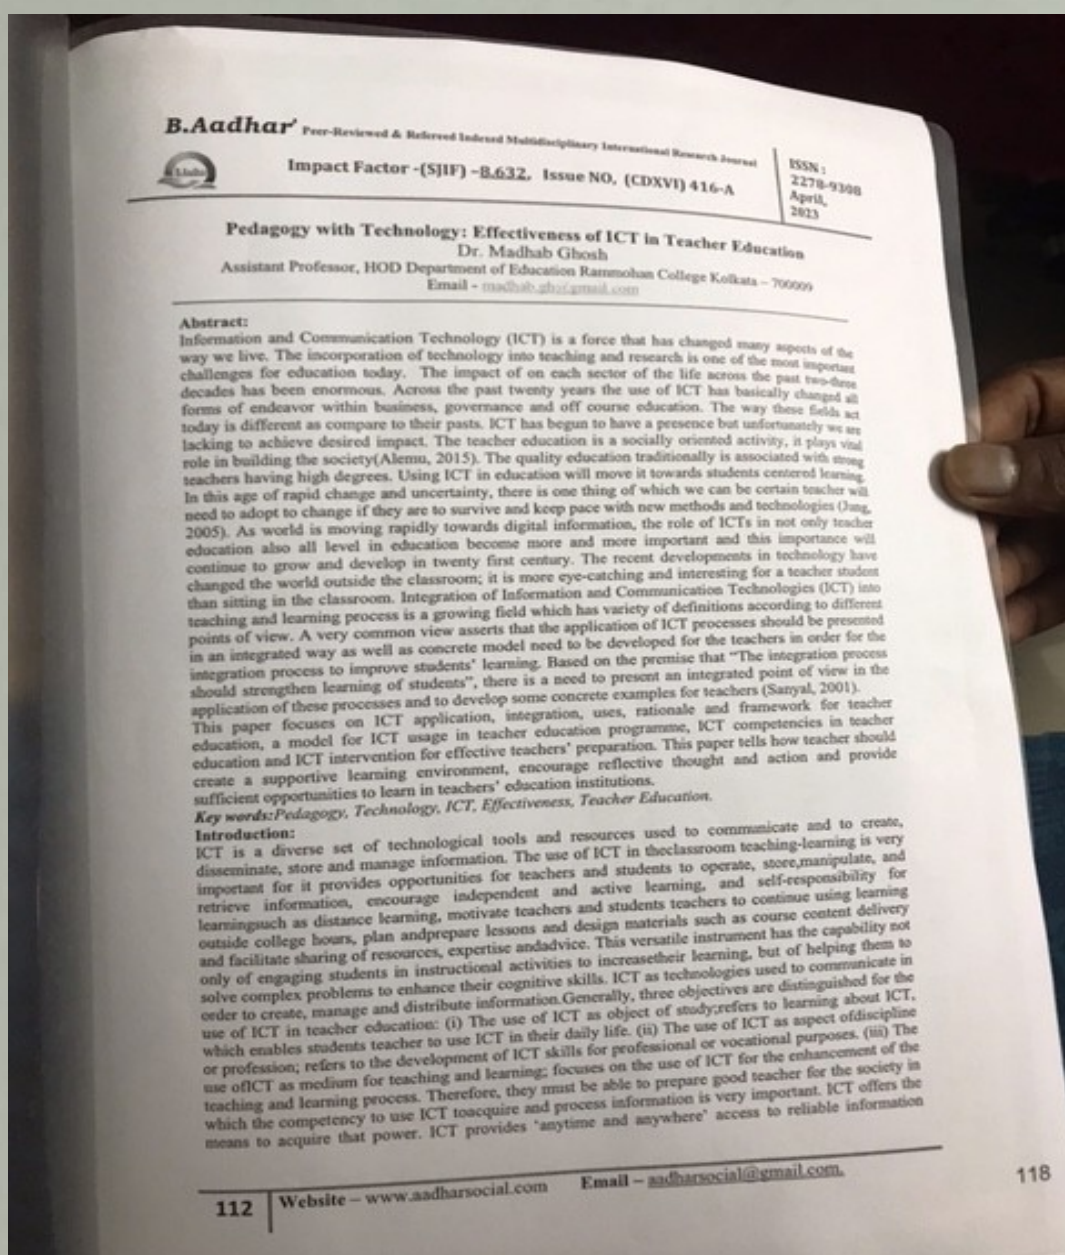 B.Aadhar' Peer-Reviewed & Refereed Indexed Multidisciplinary International Research Journal
Impact Factor -(SJIF) –8.632, Issue NO, (CDXVI) 416-A
ISSN :
2278-9308
April,
2023
Pedagogy with Technology: Effectiveness of ICT in Teacher Education
Dr. Madhab Ghosh
Assistant Professor, HOD Department of Education Rammohan College Kolkata – 700009
Email –
Abstract:
Information and Communication Technology (ICT) is a force that has changed many aspects of the
way we live. The incorporation of technology into teaching and research is one of the most important
challenges for education today. The impact of on each sector of the life across the past two-three
decades has been enormous. Across the past twenty years the use of ICT has basically changed all
forms of endeavor within business, governance and off course education. The way these fields act
today is different as compare to their pasts. ICT has begun to have a presence but unfortunately we are
lacking to achieve desired impact. The teacher education is a socially oriented activity, it plays vital
role in building the society(Alemu, 2015). The quality education traditionally is associated with strong
teachers having high degrees. Using ICT in education will move it towards students centered learning.
In this age of rapid change and uncertainty, there is one thing of which we can be certain teacher will
need to adopt to change if they are to survive and keep pace with new methods and technologies (Jung,
2005). As world is moving rapidly towards digital information, the role of ICTs in not only teacher
education also all level in education become more and more important and this importance will
continue to grow and develop in twenty first century. The recent developments in technology have
changed the world outside the classroom; it is more eye-catching and interesting for a teacher student
than sitting in the classroom. Integration of Information and Communication Technologies (ICT) into
teaching and learning process is a growing field which has variety of definitions according to different
points of view. A very common view asserts that the application of ICT processes should be presented
in an integrated way as well as concrete model need to be developed for the teachers in order for the
integration process to improve students' learning. Based on the premise that "The integration process
should strengthen learning of students", there is a need to present an integrated point of view in the
application of these processes and to develop some concrete examples for teachers (Sanyal, 2001).
This paper focuses on ICT application, integration, uses, rationale and framework for teacher
education, a model for ICT usage in teacher education programme, ICT competencies in teacher
education and ICT intervention for effective teachers' preparation. This paper tells how teacher should
create a supportive learning environment, encourage reflective thought and action and provide
sufficient opportunities to learn in teachers' education institutions.
Key words:Pedagogy, Technology, ICT, Effectiveness, Teacher Education.
Introduction:
ICT is a diverse set of technological tools and resources used to communicate and to create,
disseminate, store and manage information. The use of ICT in theclassroom teaching-learning is very
important for it provides opportunities for teachers and students to operate, store,manipulate, and
retrieve information, encourage independent and active learning, and self-responsibility for
learningsuch as distance learning, motivate teachers and students teachers to continue using learning
outside college hours, plan andprepare lessons and design materials such as course content delivery
and facilitate sharing of resources, expertise andadvice. This versatile instrument has the capability not
only of engaging students in instructional activities to increasetheir learning, but of helping them to
solve complex problems to enhance their cognitive skills. ICT as technologies used to communicate in
order to create, manage and distribute information.Generally, three objectives are distinguished for the
use of ICT in teacher education: (i) The use of ICT as object of study;refers to learning about ICT,
which enables students teacher to use ICT in their daily life. (ii) The use of ICT as aspect ofdiscipline
or profession; refers to the development of ICT skills for professional or vocational purposes. (iii) The
use ofICT as medium for teaching and learning; focuses on the use of ICT for the enhancement of the
teaching and learning process. Therefore, they must be able to prepare good teacher for the society in
which the competency to use ICT toacquire and process information is very important. ICT offers the
means to acquire that power. ICT provides 'anytime and anywhere' access to reliable information
112 Website – www.aadharsocial.com Email – aadharsocial@gmail.com.
118